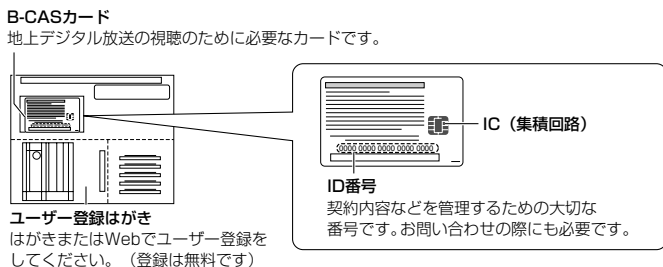 B-CASカード
地上デジタル放送の視聴のために必要なカードです。
IC（集積回路）
0000 0000 0000 0000 0000
ID番号
契約内容などを管理するための大切な
番号です。お問い合わせの際にも必要です。
ユーザー登録はがき
はがきまたはWebでユーザー登録を
してください。（登録は無料です）